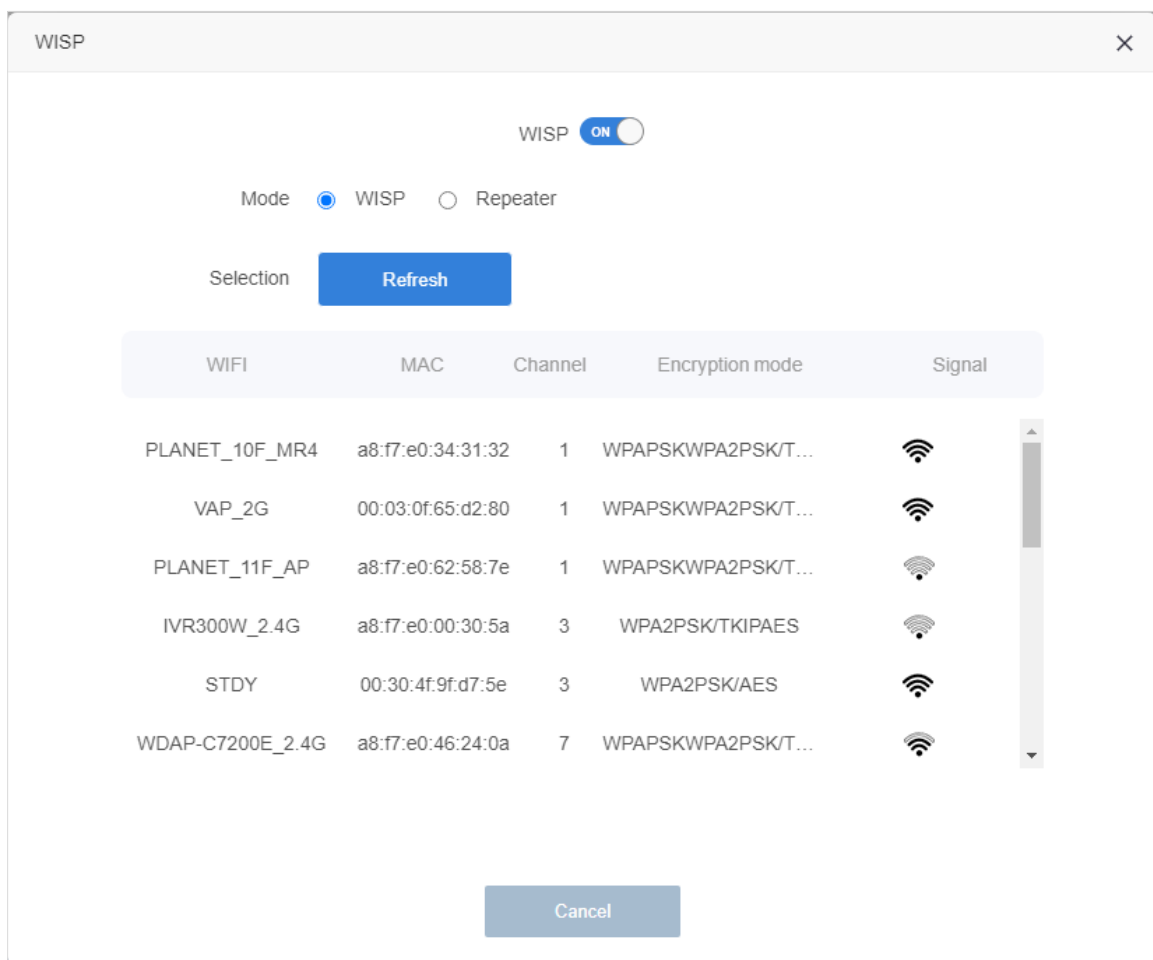 WISP
WISP ON
Mode WISP Repeater
Selection Refresh
WIFI MAC Channel Encryption mode Signal
PLANET_10F_MR4 a8:f7:e0:34:31:32 1 WPAPSKWPA2PSK/T...
VAP_2G 00:03:0f:65:d2:80 1 WPAPSKWPA2PSK/T...
PLANET_11F_AP a8:f7:e0:62:58:7e 1 WPAPSKWPA2PSK/T...
IVR300W_2.4G a8:f7:e0:00:30:5a 3 WPA2PSK/TKIPAES
STDY 00:30:4f:9f:d7:5e 3 WPA2PSK/AES
WDAP-C7200E_2.4G a8:f7:e0:46:24:0a 7 WPAPSKWPA2PSK/T...
Cancel